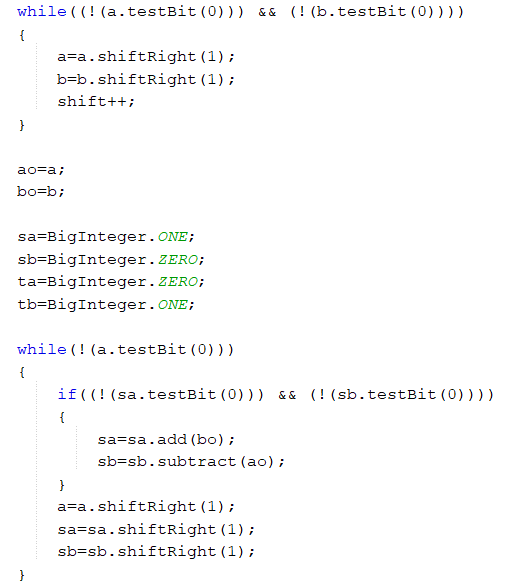 while((!(a.testBit(0))) && (!(b.testBit(0))))
{
a=a.shiftRight(1);
b=b.shiftRight(1);
shift++;
}
ao=a;
bo=b;
sa=BigInteger.ONE;
sb=BigInteger.ZERO;
ta=BigInteger.ZERO;
tb=BigInteger.ONE;
while(!(a.testBit(0)))
{
if((!(sa.testBit(0))) && (!(sb.testBit(0))))
{
sa=sa.add(bo);
sb=sb.subtract(ao);
}
a=a.shiftRight(1);
sa=sa.shiftRight(1);
sb=sb.shiftRight(1);
}